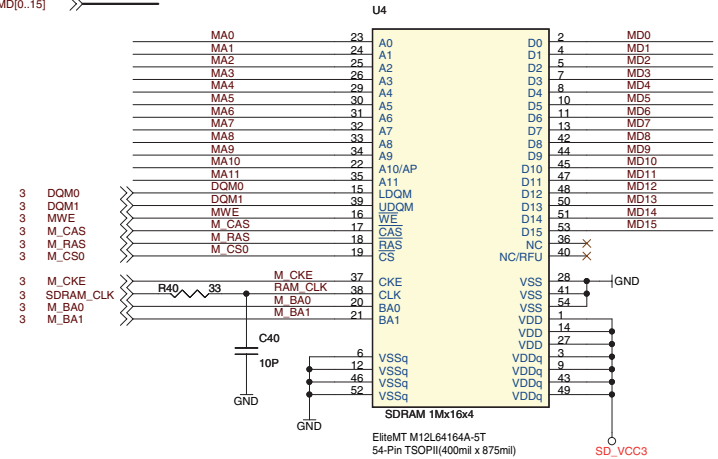 MD[0..15]
U4
MA0 23 A0 D0 2 MD0
MA1 24 A1 D1 4 MD1
MA2 25 A2 D2 5 MD2
MA3 26 A3 D3 7 MD3
MA4 29 A4 D4 8 MD4
MA5 30 A5 D5 10 MD5
MA6 31 A6 D6 11 MD6
MA7 32 A7 D7 13 MD7
MA8 33 A8 D8 42 MD8
MA9 34 A9 D9 44 MD9
MA10 22 A10/AP D10 45 MD10
MA11 35 A11 D11 47 MD11
3 DQM0 DQM0 15 LDQM D12 48 MD12
3 DQM1 DQM1 39 UDQM D13 50 MD13
3 MWE MWE 16 WE D14 51 MD14
3 M_CAS M_CAS 17 CAS D15 53 MD15
3 M_RAS M_RAS 18 RAS NC 36
3 M_CS0 M_CS0 19 CS NC/RFU 40
3 M_CKE M_CKE 37 CKE VSS 28 GND
3 SDRAM_CLK R40 33 RAM_CLK 38 CLK VSS 41
3 M_BA0 M_BA0 20 BA0 VSS 54
3 M_BA1 M_BA1 21 BA1 VDD 1
VDD 14
C40 VDD 27
6 VSSq VDDq 3
10P 12 VSSq VDDq 9
46 VSSq VDDq 43
52 VSSq VDDq 49
GND
SDRAM 1Mx16x4
GND
EliteMT M12L64164A-5T
54-Pin TSOPII(400mil x 875mil)
SD_VCC3